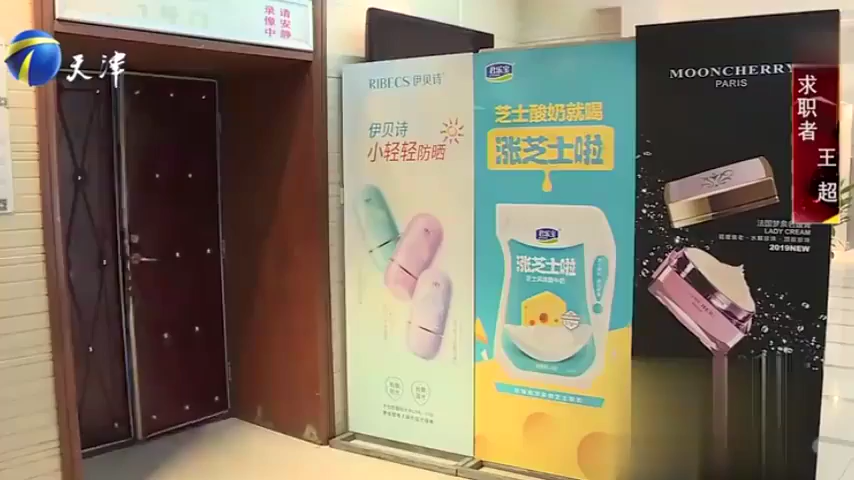 天津
请安静
录像中
RIBECS 伊贝诗
伊贝诗
小轻轻防晒
君乐宝
芝士酸奶就喝
涨芝士啦
君乐宝
涨芝士啦
MOONCHERRY
PARIS
LADY CREAM
2019NEW
求职者 王超